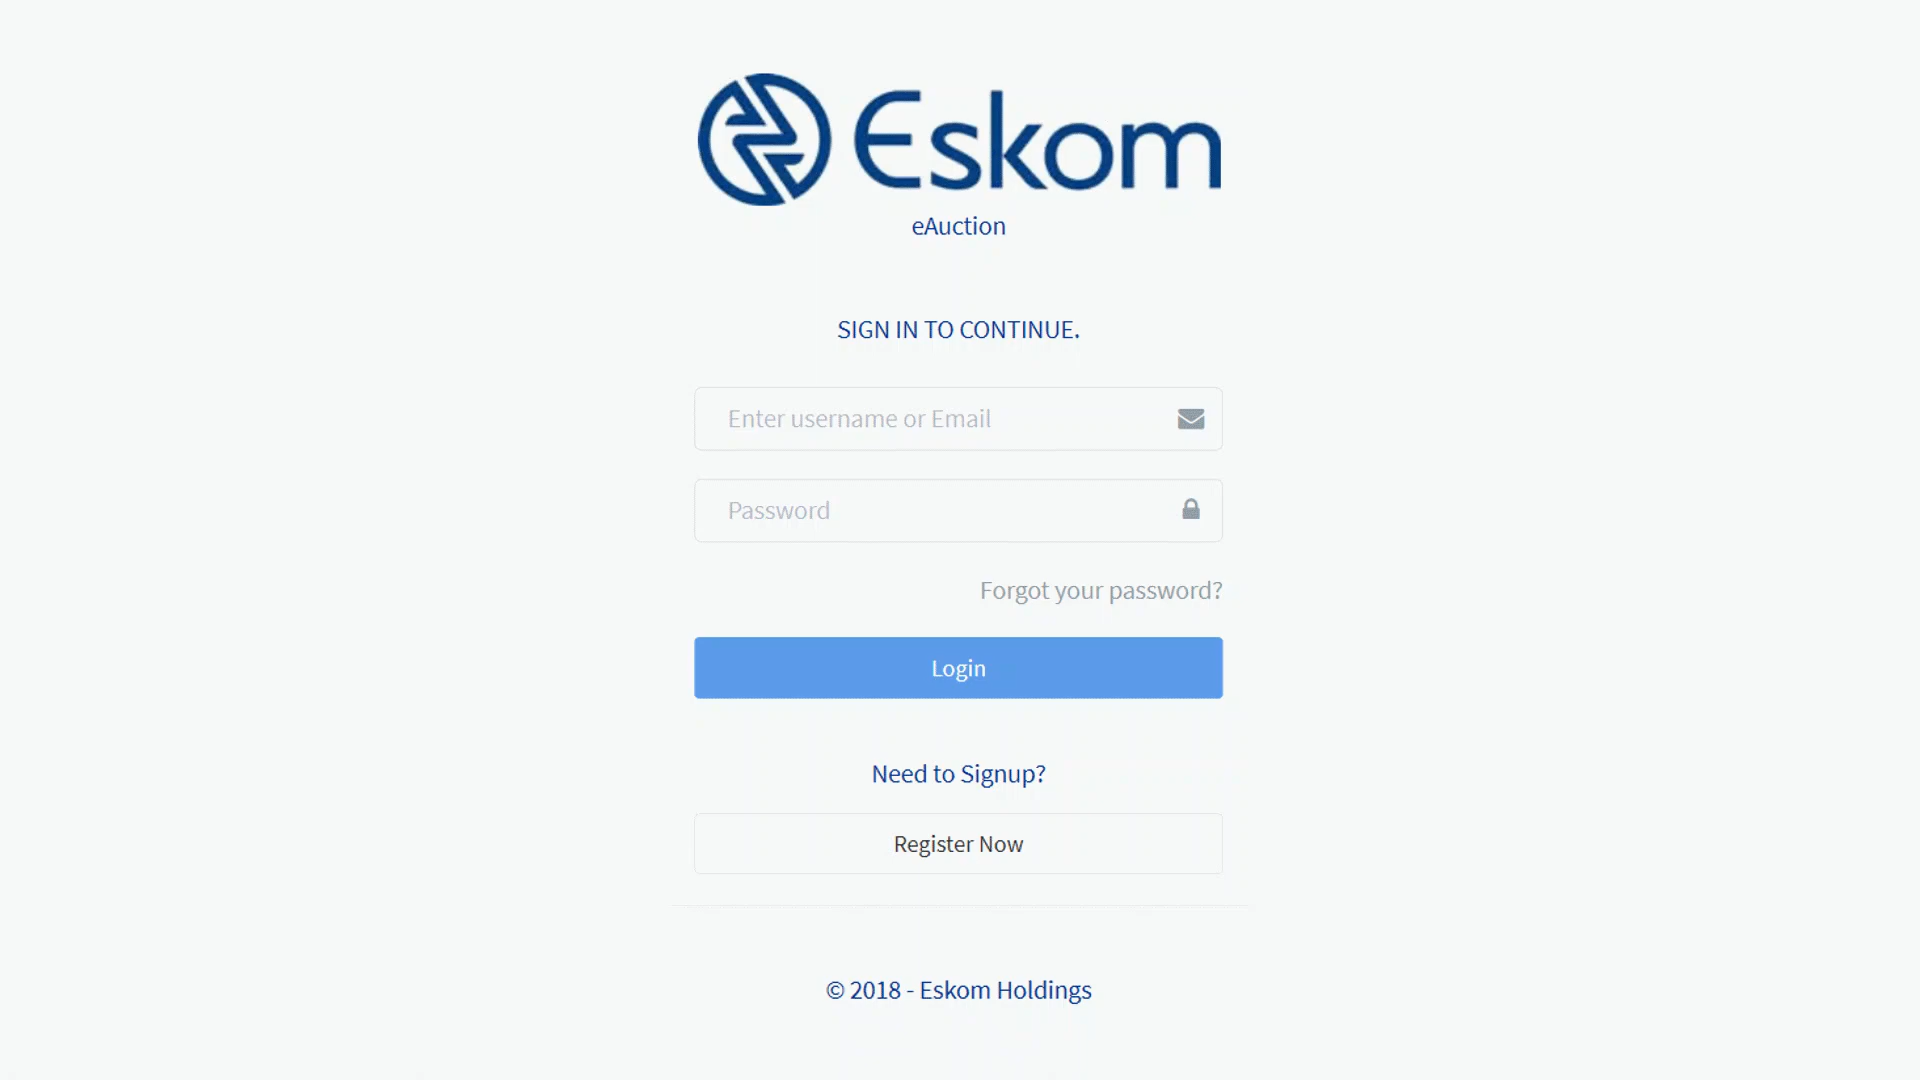 Eskom
eAuction
SIGN IN TO CONTINUE.
Enter username or Email
Password
Forgot your password?
Login
Need to Signup?
Register Now
© 2018 - Eskom Holdings